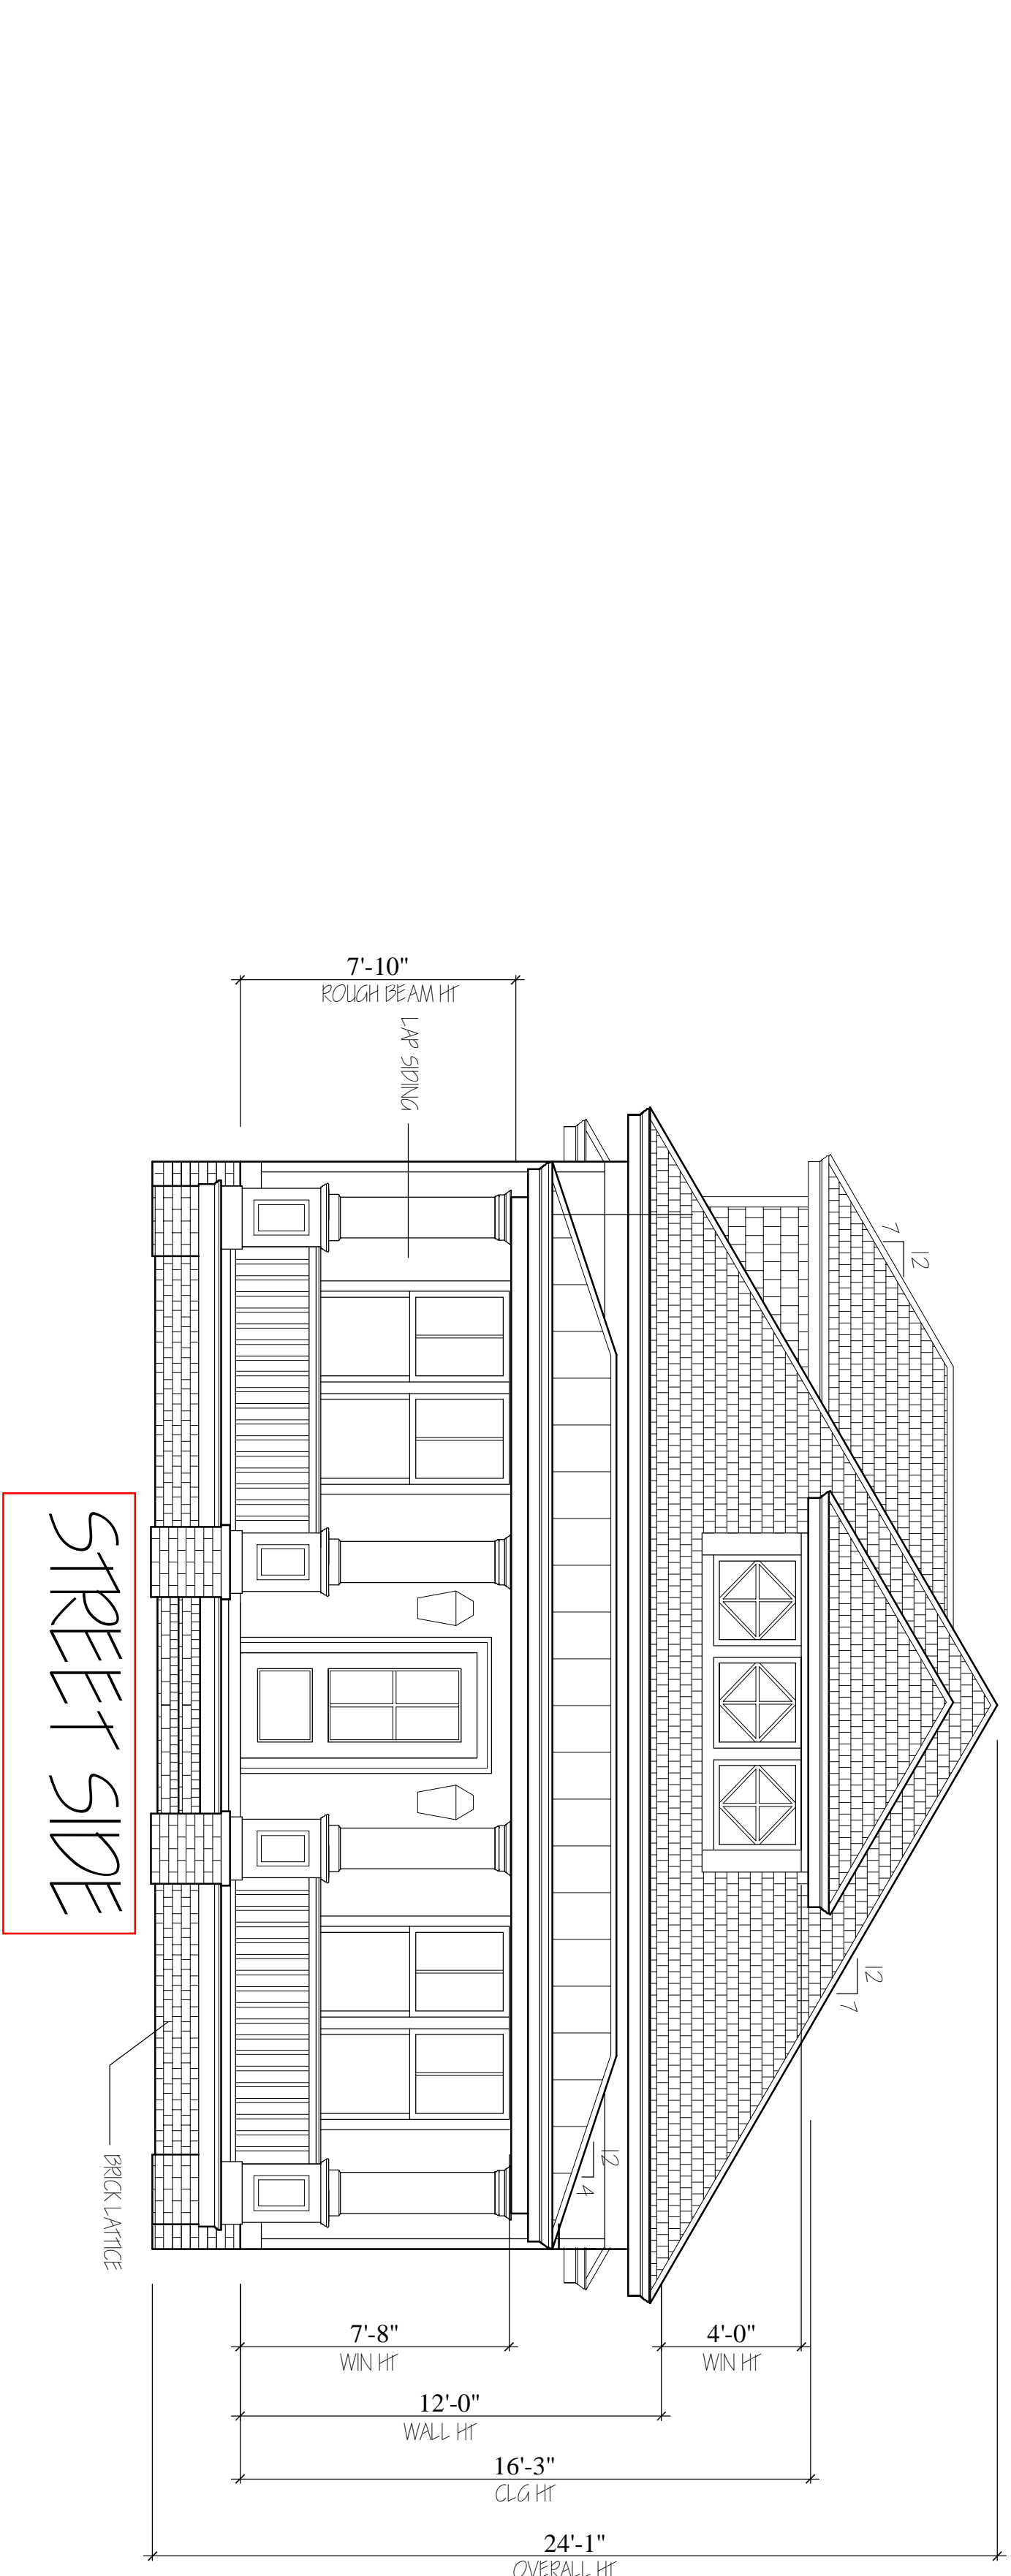 7'-10"
ROUGH BEAM HT
LAP SIDING
12
7
12
7
12
4
STREET SIDE
BRICK LATTICE
7'-8"
WIN HT
4'-0"
WIN HT
12'-0"
WALL HT
16'-3"
CLG HT
24'-1"
OVERALL HT